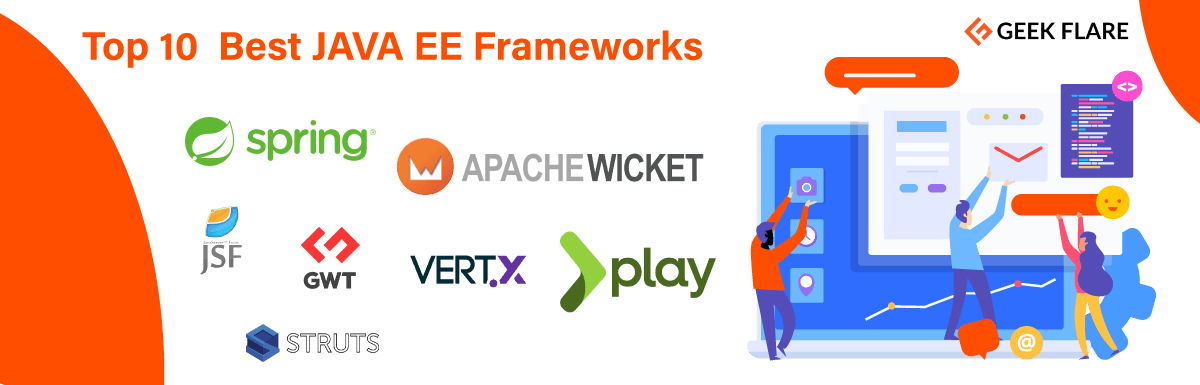 Top 10 Best JAVA EE Frameworks
GEEK FLARE
spring®
APACHE WICKET
JSF
GWT
VERT.X
play
STRUTS
<>
@